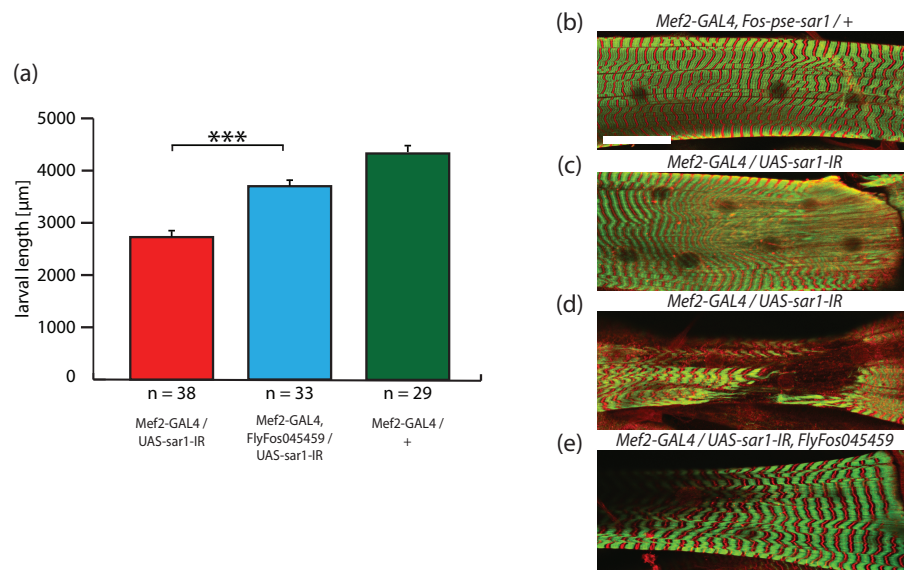 (a)
5000
4000
3000
2000
1000
0
larval length [µm]
***
n = 38
n = 33
n = 29
Mef2-GAL4 /
UAS-sar1-IR
Mef2-GAL4,
FlyFos045459 /
UAS-sar1-IR
Mef2-GAL4 /
+
(b)
Mef2-GAL4, Fos-pse-sar1 / +
(c)
Mef2-GAL4 / UAS-sar1-IR
(d)
Mef2-GAL4 / UAS-sar1-IR
(e)
Mef2-GAL4 / UAS-sar1-IR, FlyFos045459